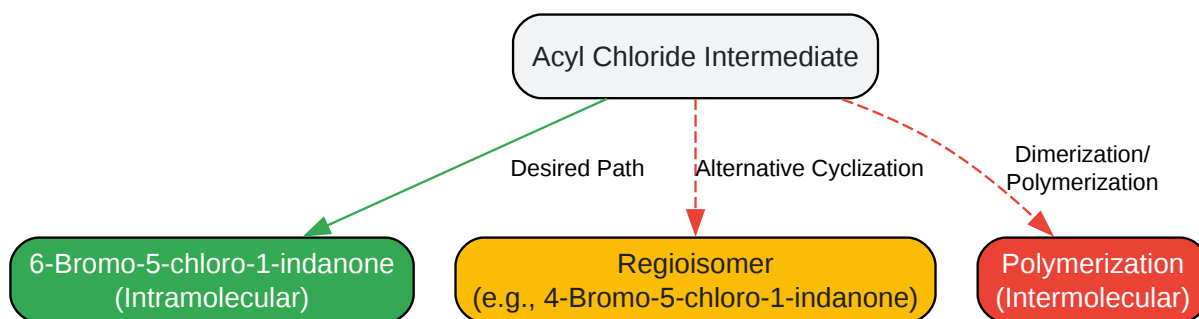 Acyl Chloride Intermediate
Desired Path
Alternative Cyclization
Dimerization/
Polymerization
6-Bromo-5-chloro-1-indanone
(Intramolecular)
Regioisomer
(e.g., 4-Bromo-5-chloro-1-indanone)
Polymerization
(Intermolecular)